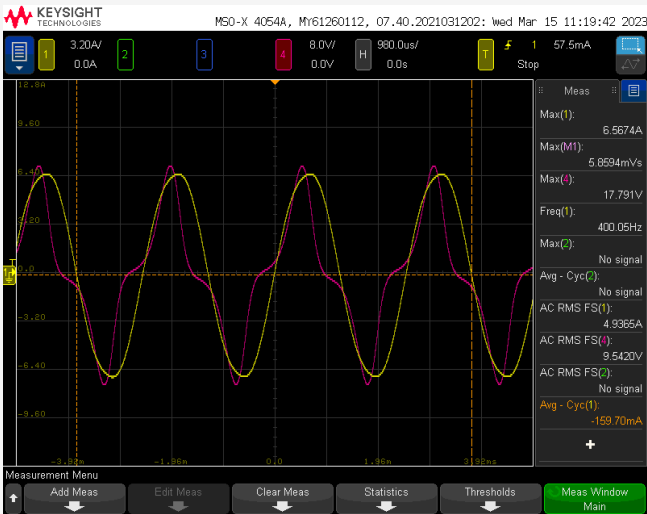 KEYSIGHT
TECHNOLOGIES
MSO-X 4054A, MY61260112, 07.40.2021031202: Wed Mar 15 11:19:42 2023
1 3.20A/ 0.0A 2 3 4 8.0V/ 0.0V H 980.0us/ 0.0s T 1 57.5mA Stop
12.8A
9.60
6.40
3.20
0.0
-3.20
-6.40
-9.60
-3.92m -1.96m 0.0 1.96m 3.92ms
1
T
Meas
Max(1):
6.5674A
Max(M1):
5.8594mVs
Max(4):
17.791V
Freq(1):
400.05Hz
Max(2):
No signal
Avg - Cyc(2):
No signal
AC RMS FS(1):
4.9365A
AC RMS FS(4):
9.5420V
AC RMS FS(2):
No signal
Avg - Cyc(1):
-159.70mA
Measurement Menu
Add Meas Edit Meas Clear Meas Statistics Thresholds Meas Window
Main